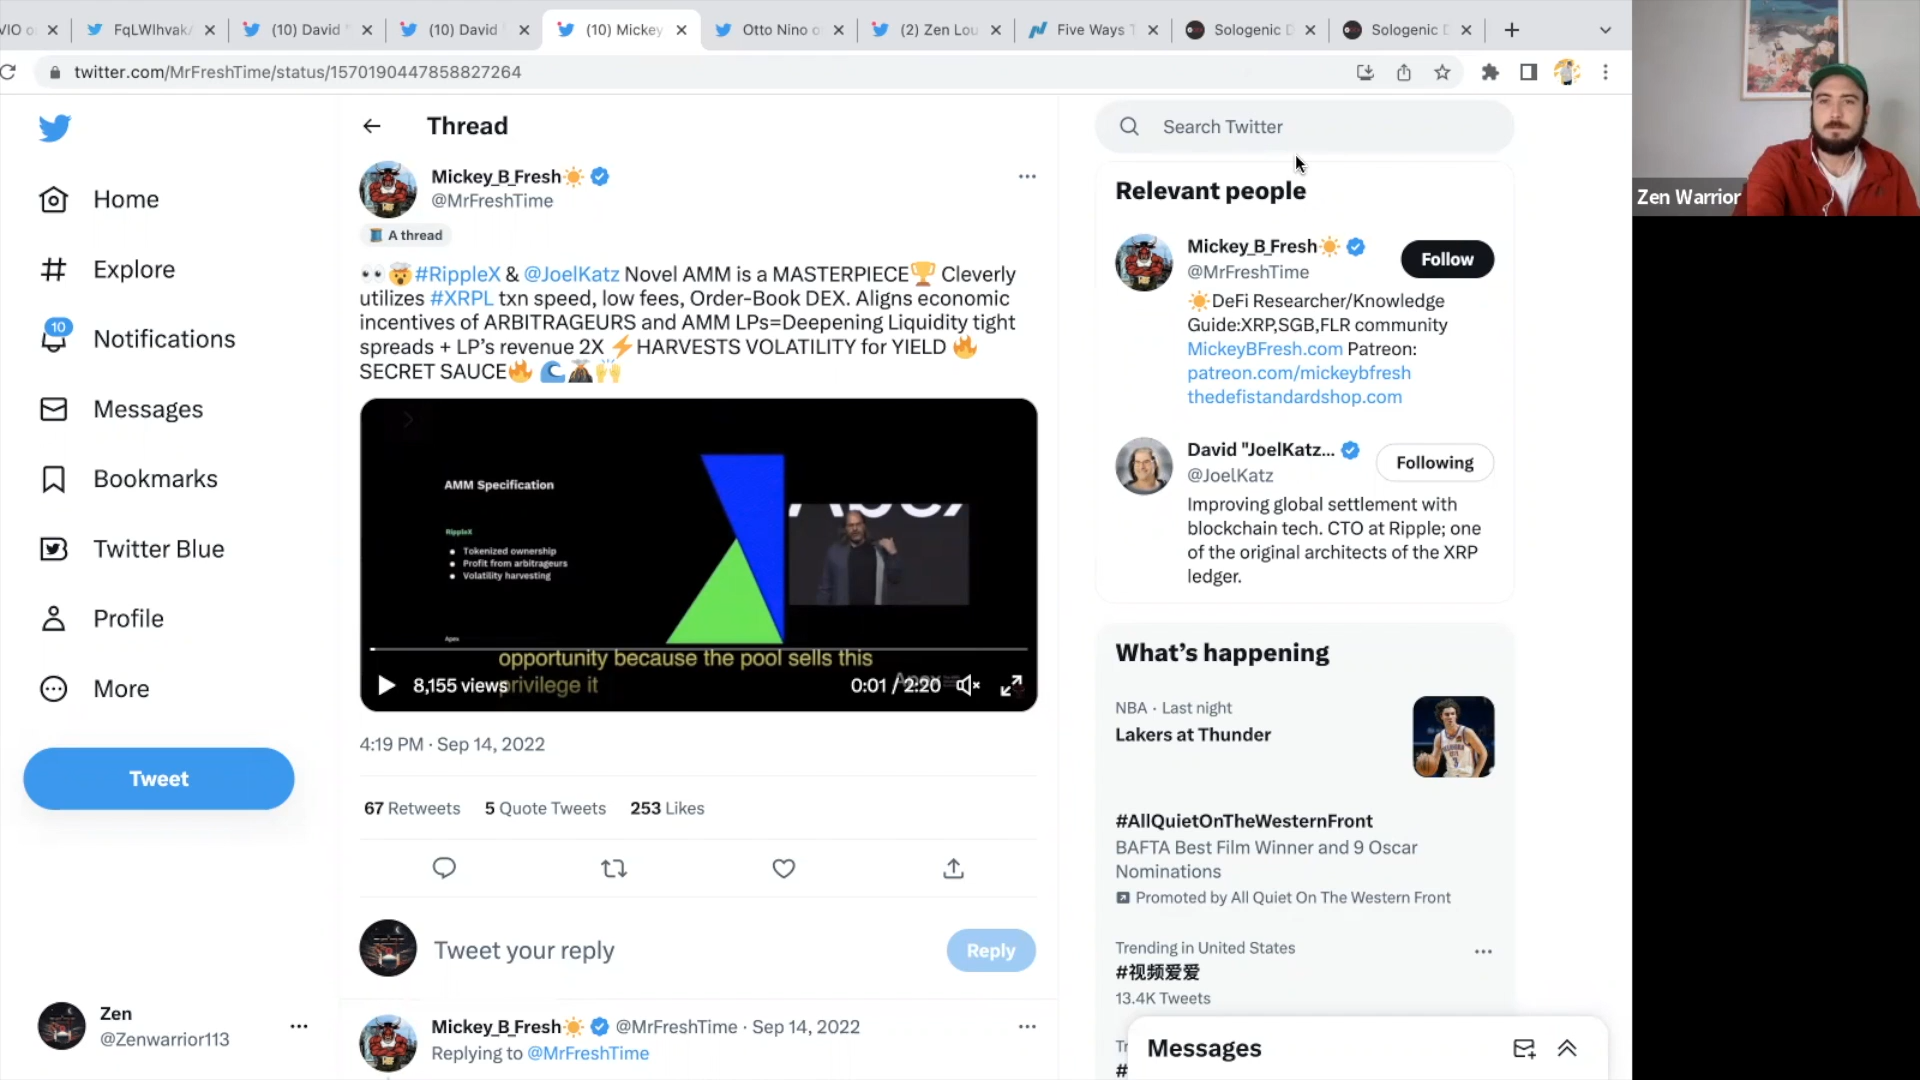 VIO o
FqLWIhvak
(10) David
(10) David
(10) Mickey
Otto Nino o
(2) Zen Lou
Five Ways T
Sologenic D
Sologenic D
twitter.com/MrFreshTime/status/1570190447858827264
Home
Explore
10
Notifications
Messages
Bookmarks
Twitter Blue
Profile
More
Tweet
Zen
@Zenwarrior113
Thread
Mickey_B_Fresh
@MrFreshTime
A thread
#RippleX & @JoelKatz Novel AMM is a MASTERPIECE🏆 Cleverly
utilizes #XRPL txn speed, low fees, Order-Book DEX. Aligns economic
incentives of ARBITRAGEURS and AMM LPs=Deepening Liquidity tight
spreads + LP’s revenue 2X ⚡HARVESTS VOLATILITY for YIELD 🔥
SECRET SAUCE🔥 🌊🌋🙌
AMM Specification
RippleX
Tokenized ownership
Profit from arbitrageurs
Volatility harvesting
Apex
opportunity because the pool sells this
privilege it
8,155 views
0:01 / 2:20
4:19 PM · Sep 14, 2022
67 Retweets 5 Quote Tweets 253 Likes
Tweet your reply
Reply
Mickey_B_Fresh @MrFreshTime · Sep 14, 2022
Replying to @MrFreshTime
Search Twitter
Relevant people
Mickey_B_Fresh
@MrFreshTime
Follow
DeFi Researcher/Knowledge
Guide:XRP,SGB,FLR community
MickeyBFresh.com Patreon:
patreon.com/mickeybfresh
thedefistandardshop.com
David "JoelKatz...
@JoelKatz
Following
Improving global settlement with
blockchain tech. CTO at Ripple; one
of the original architects of the XRP
ledger.
What’s happening
NBA · Last night
Lakers at Thunder
#AllQuietOnTheWesternFront
BAFTA Best Film Winner and 9 Oscar
Nominations
Promoted by All Quiet On The Western Front
Trending in United States
#视频爱爱
13.4K Tweets
Messages
Zen Warrior